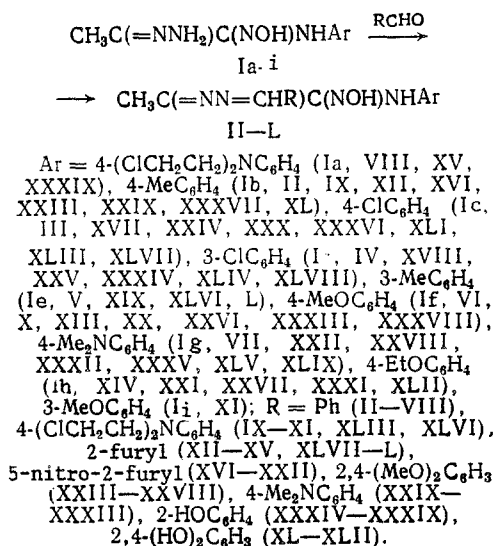 CH₃C(=NNH₂)C(NOH)NHAr RCHO
Ia-i
CH₃C(=NN=CHR)C(NOH)NHAr
II—L
Ar = 4-(ClCH₂CH₂)₂NC₆H₄ (Ia, VIII, XV,
XXXIX), 4-MeC₆H₄ (Ib, II, IX, XII, XVI,
XXIII, XXIX, XXXVII, XL), 4-ClC₆H₄ (Ic,
III, XVII, XXIV, XXX, XXXVI, XLI,
XLIII, XLVII), 3-ClC₆H₄ (I , IV, XVIII,
XXV, XXXIV, XLIV, XLVIII), 3-MeC₆H₄
(Ie, V, XIX, XLVI, L), 4-MeOC₆H₄ (If, VI,
X, XIII, XX, XXVI, XXXIII, XXXVIII),
4-Me₂NC₆H₄ (Ig, VII, XXII, XXVIII,
XXXII, XXXV, XLV, XLIX), 4-EtOC₆H₄
(Ih, XIV, XXI, XXVII, XXXI, XLII),
3-MeOC₆H₄ (Ii, XI); R = Ph (II—VIII),
4-(ClCH₂CH₂)₂NC₆H₄ (IX—XI, XLIII, XLVI),
2-furyl (XII—XV, XLVII—L),
5-nitro-2-furyl (XVI—XXII), 2,4-(MeO)₂C₆H₃
(XXIII—XXVIII), 4-Me₂NC₆H₄ (XXIX—
XXXIII), 2-HOC₆H₄ (XXXIV—XXXIX),
2,4-(HO)₂C₆H₃ (XL—XLII).